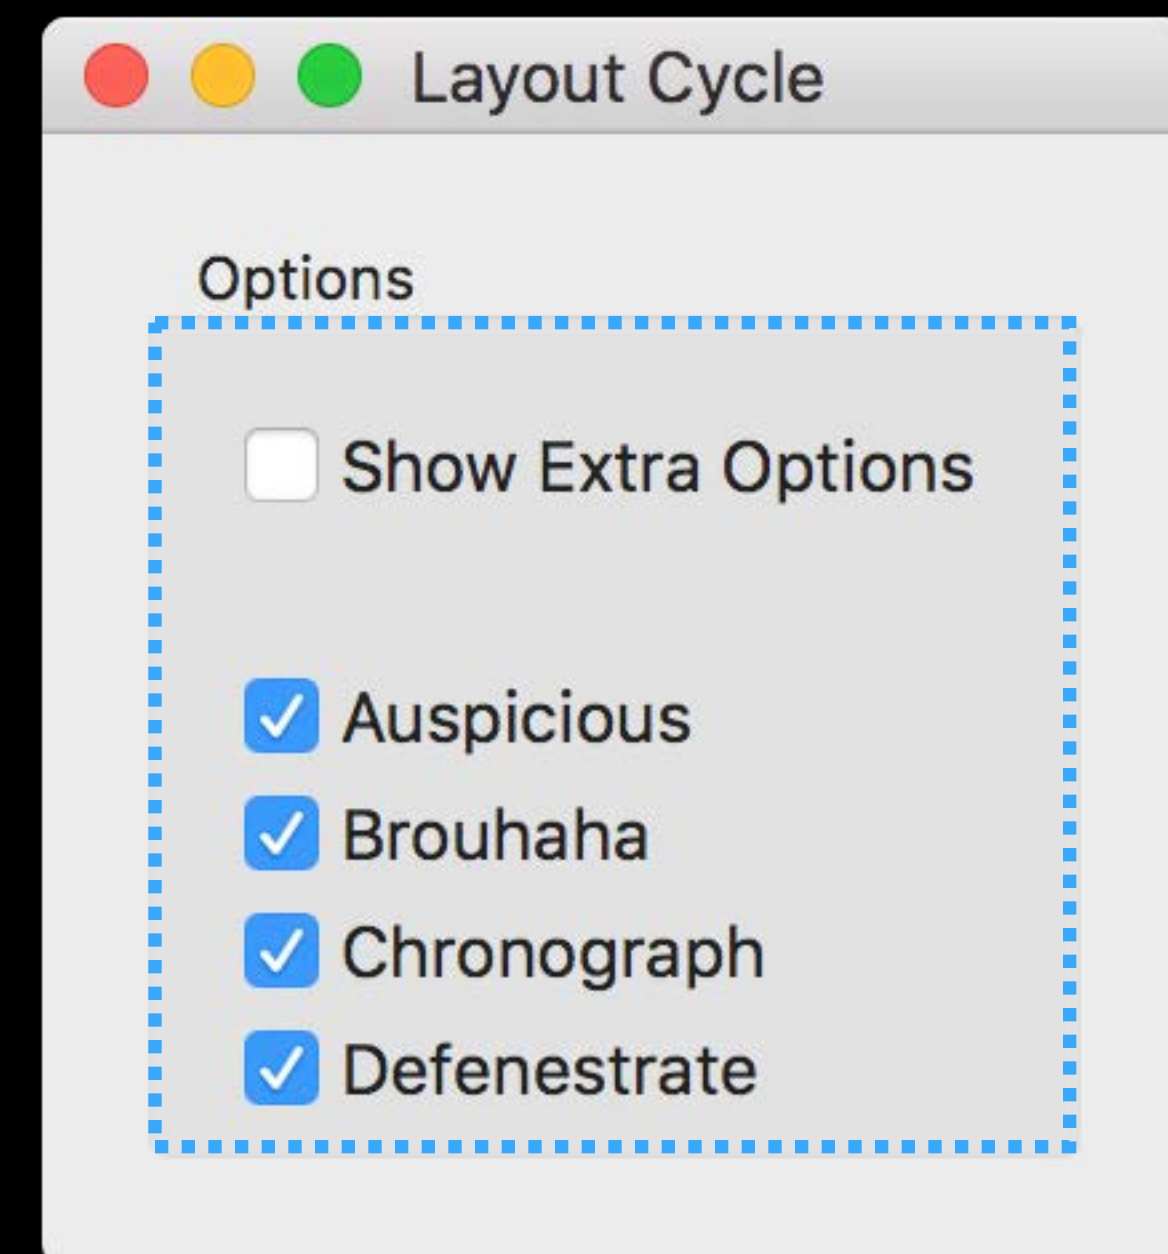 Layout Cycle
Options
Show Extra Options
Auspicious
Brouhaha
Chronograph
Defenestrate